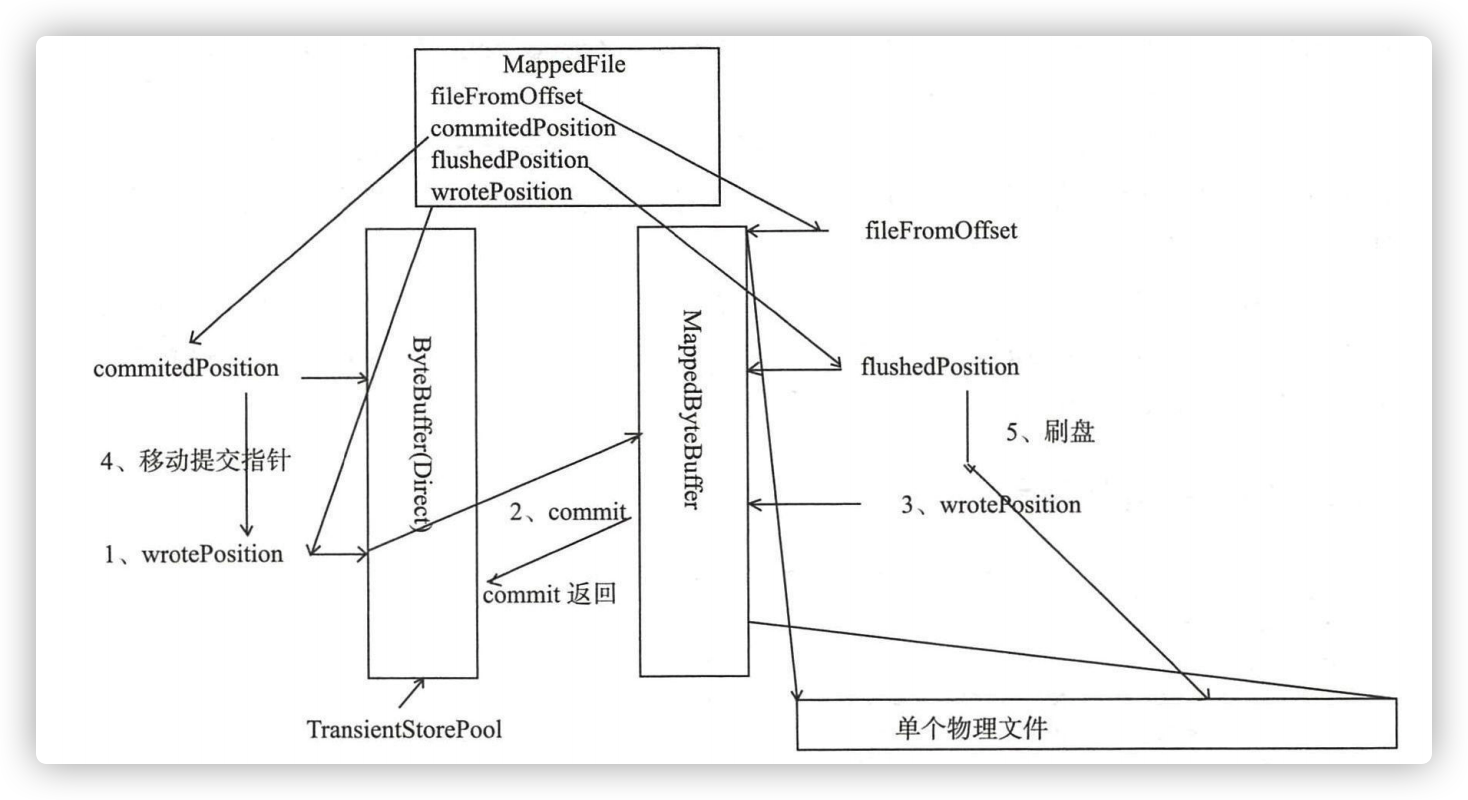 MappedFile
fileFromOffset
commitedPosition
flushedPosition
wrotePosition
fileFromOffset
commitedPosition
ByteBuffer(Direct)
MappedByteBuffer
flushedPosition
5、刷盘
4、移动提交指针
2、commit
3、wrotePosition
1、wrotePosition
commit 返回
TransientStorePool
单个物理文件